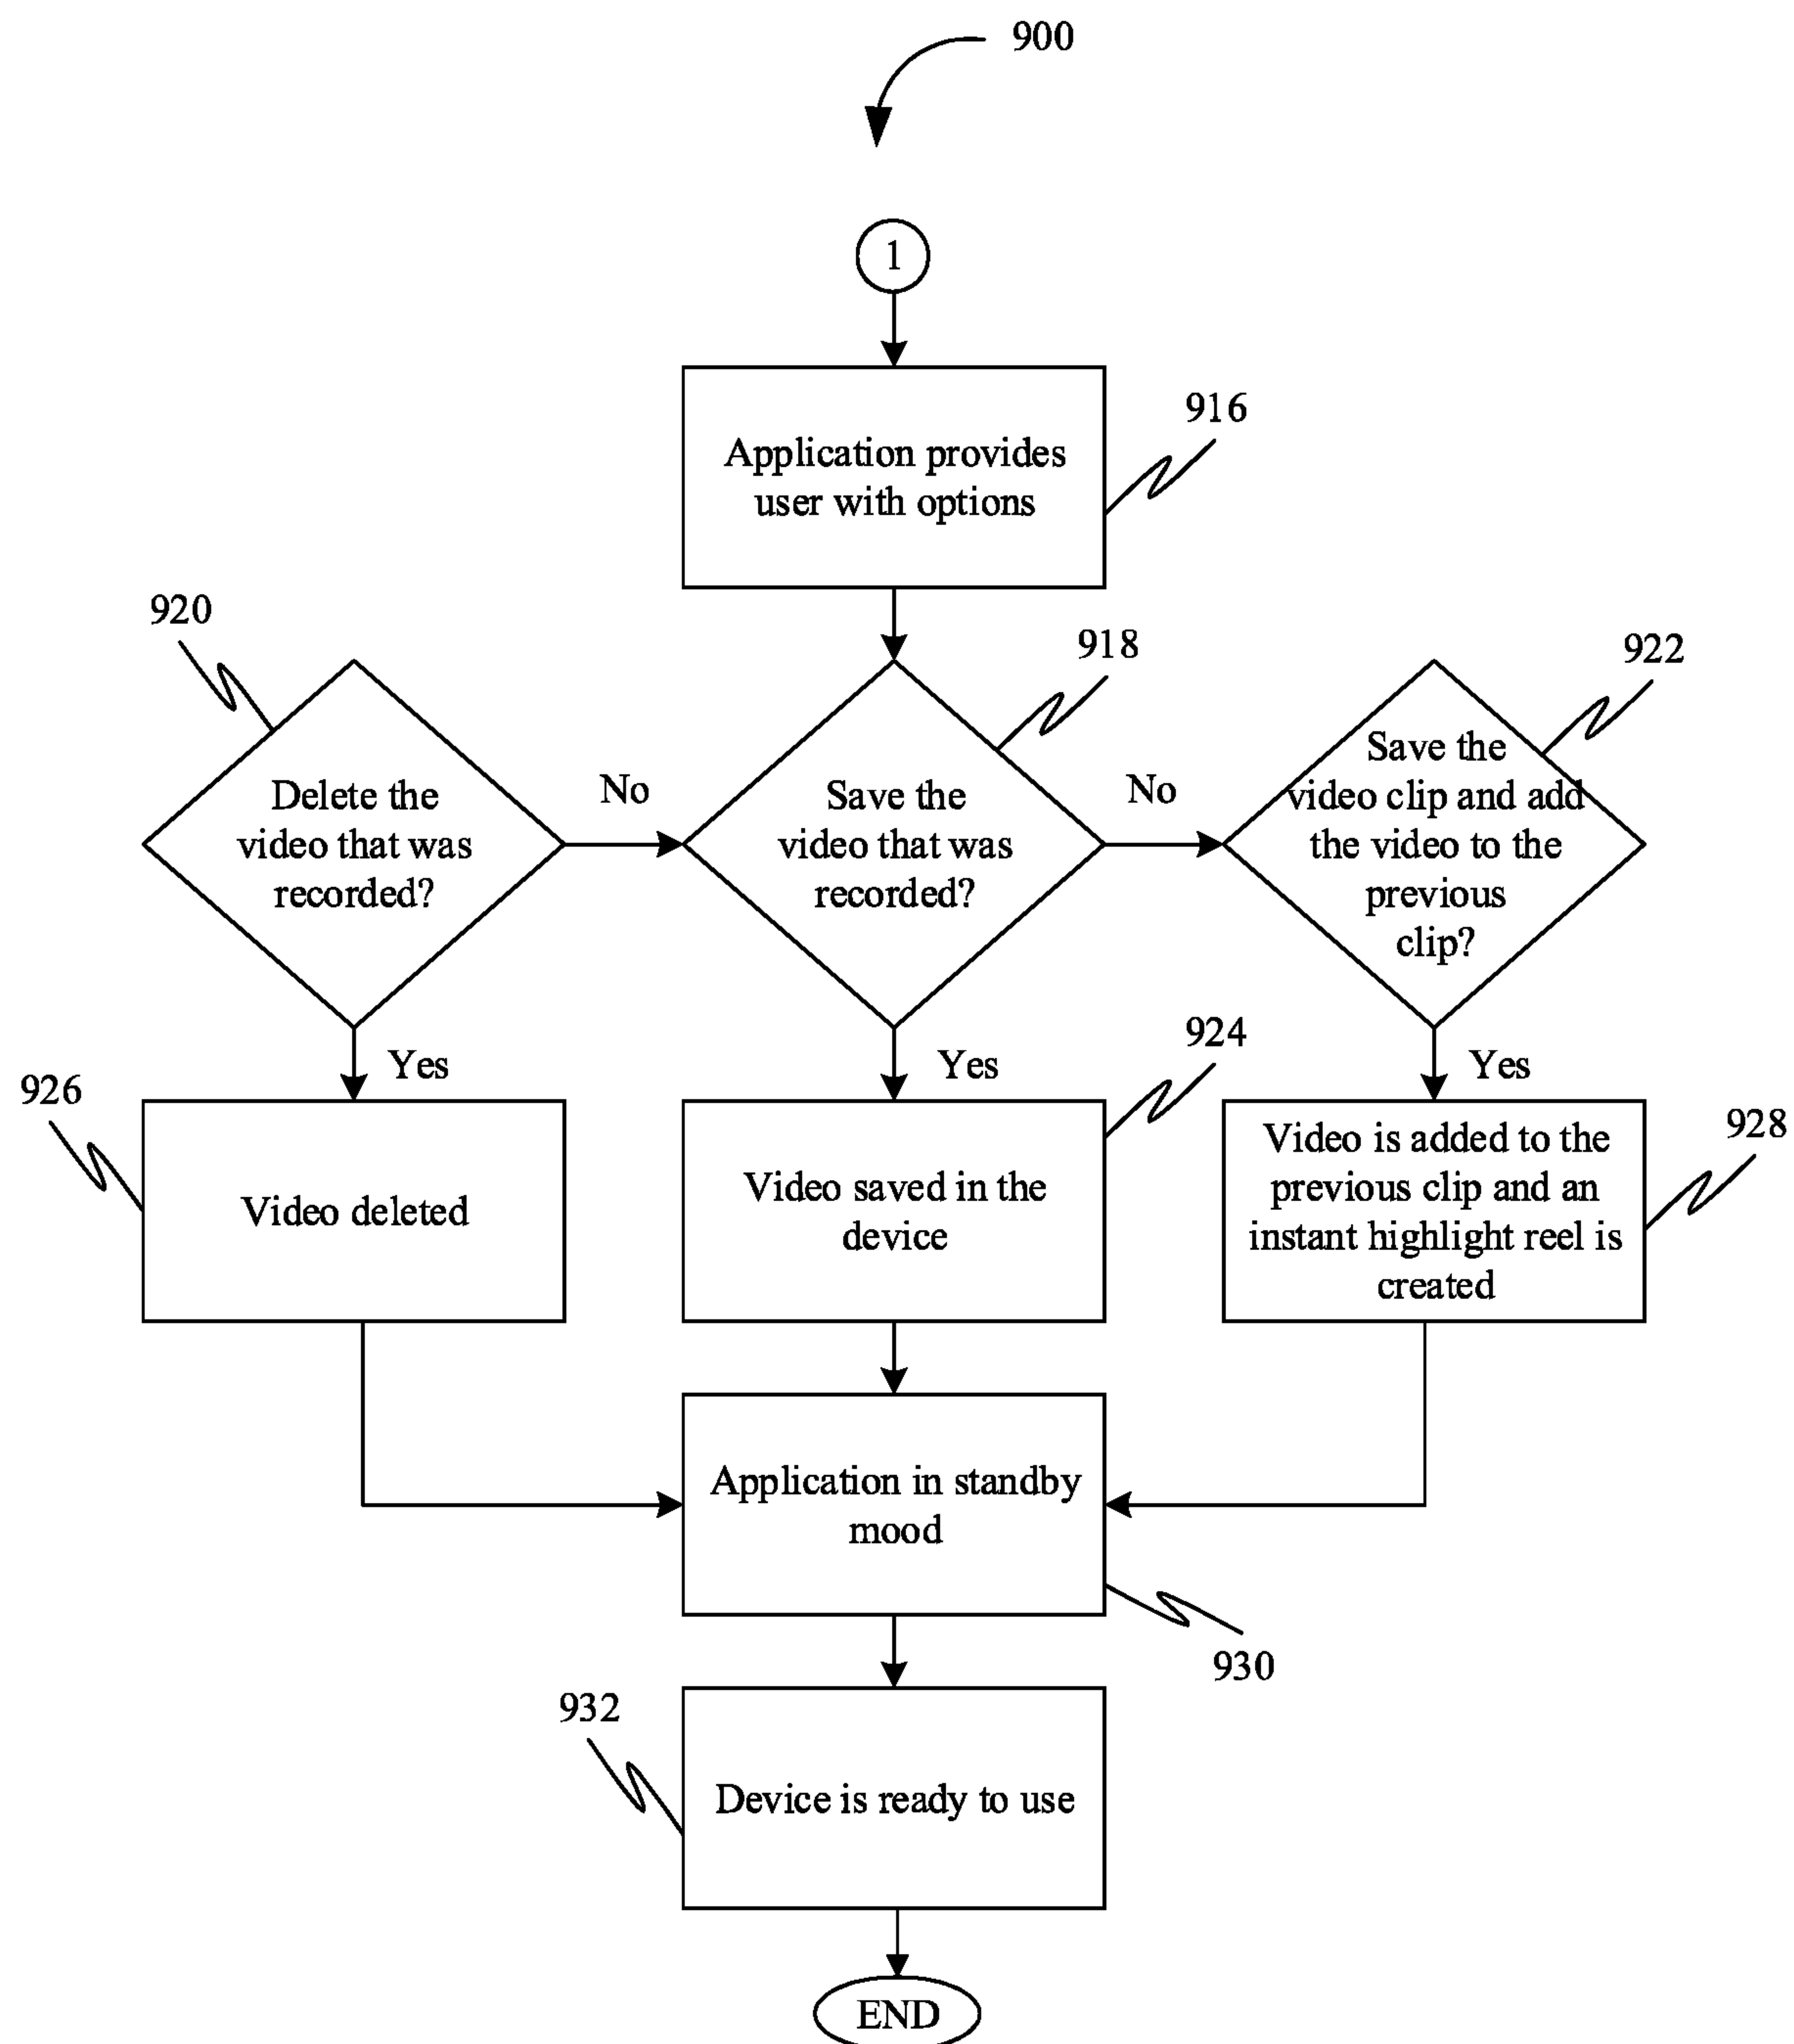 900
1
916
Application provides
user with options
920
918
922
Delete the
video that was
recorded?
No
Save the
video that was
recorded?
No
Save the
video clip and add
the video to the
previous
clip?
Yes
Yes
Yes
926
924
928
Video deleted
Video saved in the
device
Video is added to the
previous clip and an
instant highlight reel is
created
Application in standby
mood
930
932
Device is ready to use
END